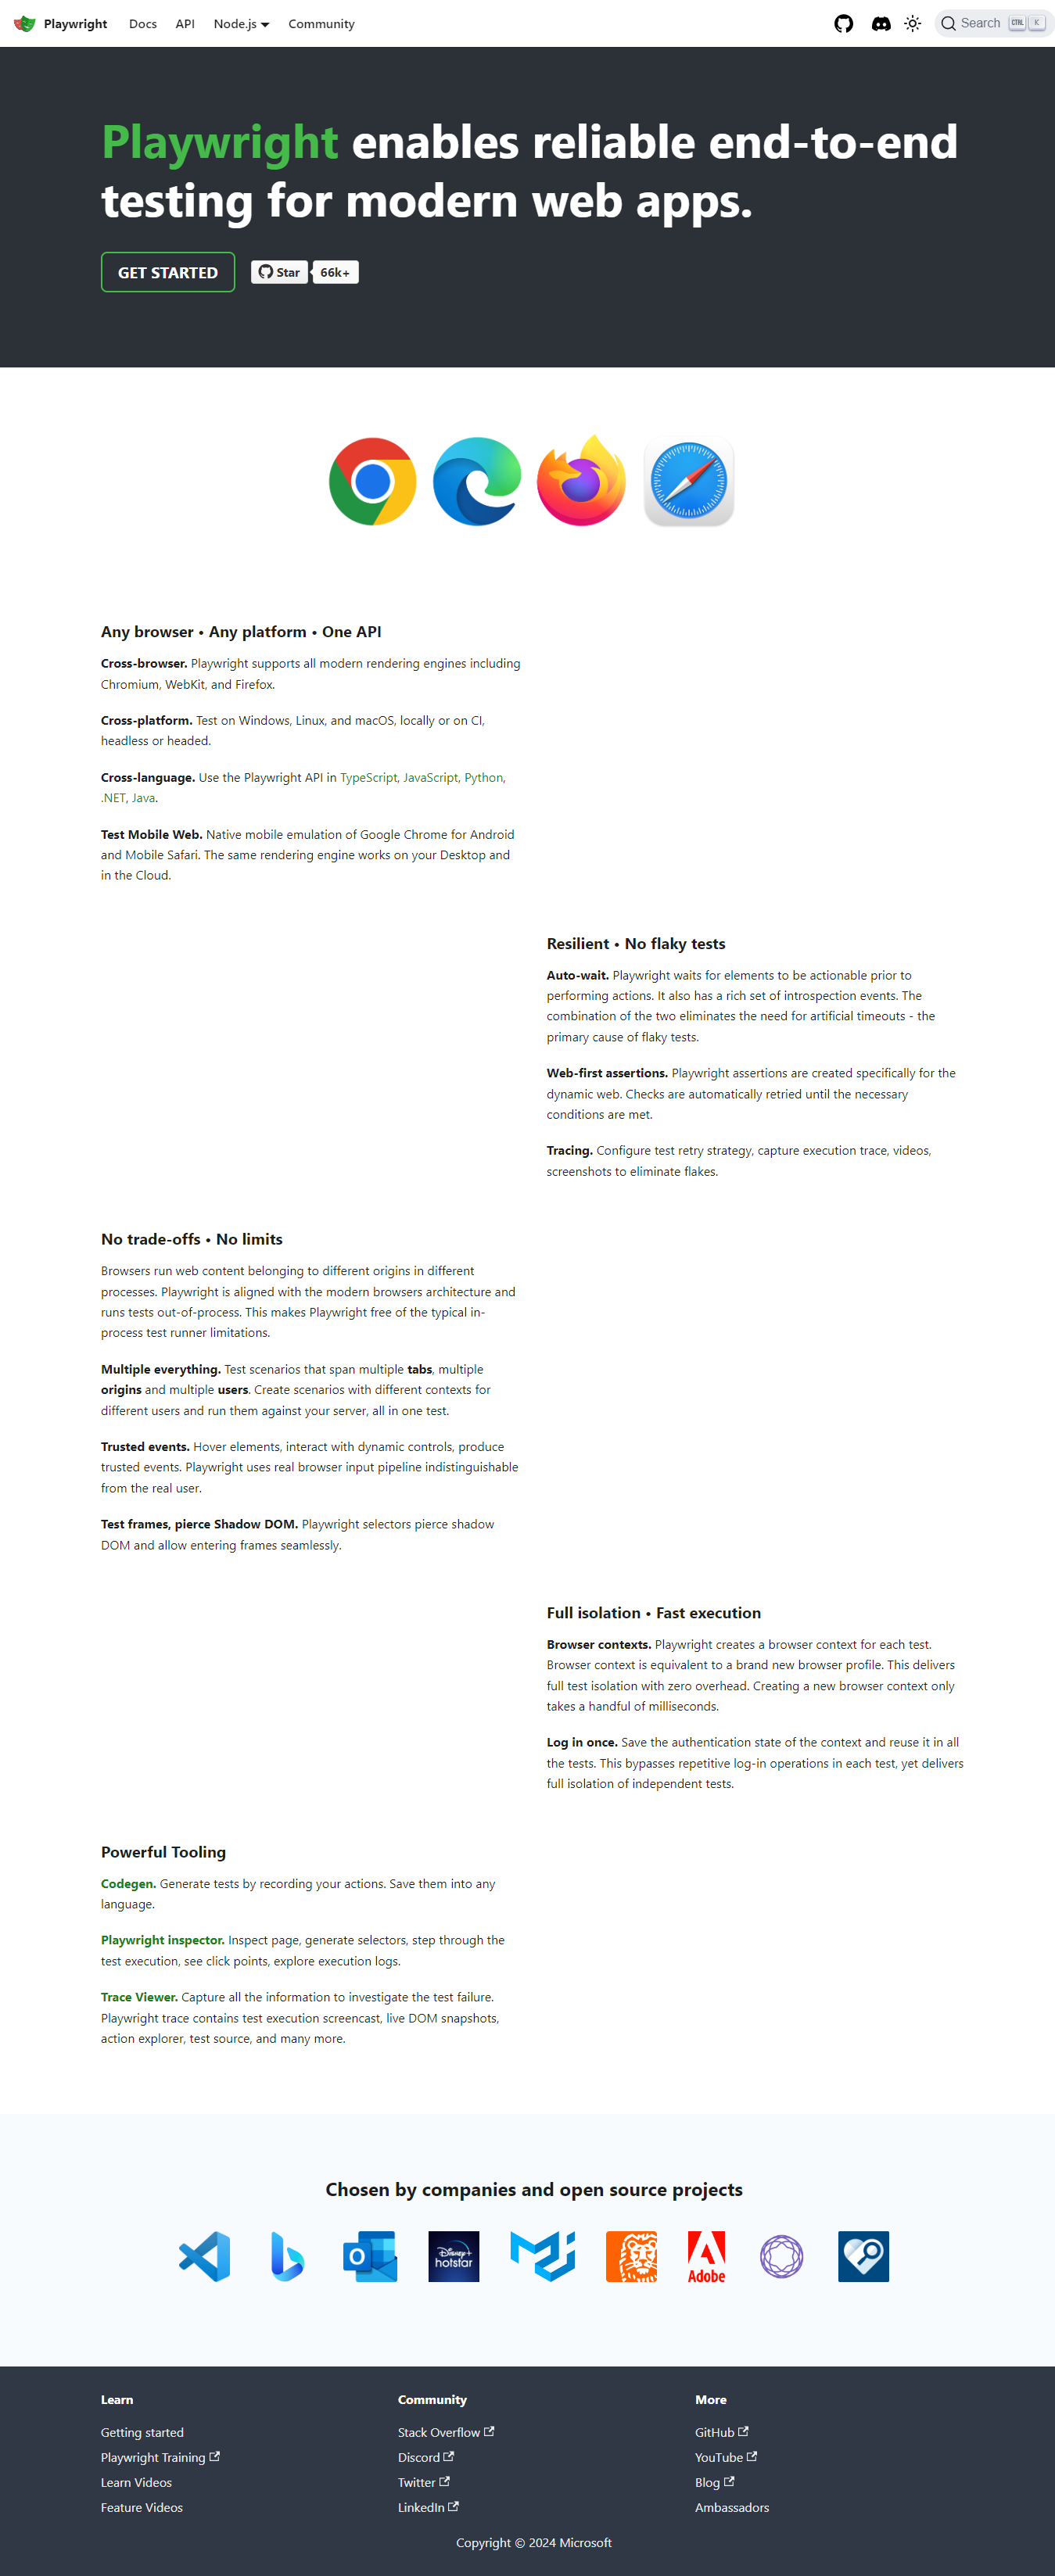 Playwright Docs API Node.js Community Search CTRL K
Playwright enables reliable end-to-end
testing for modern web apps.
GET STARTED Star 66k+
Any browser • Any platform • One API
Cross-browser. Playwright supports all modern rendering engines including
Chromium, WebKit, and Firefox.
Cross-platform. Test on Windows, Linux, and macOS, locally or on CI,
headless or headed.
Cross-language. Use the Playwright API in TypeScript, JavaScript, Python,
.NET, Java.
Test Mobile Web. Native mobile emulation of Google Chrome for Android
and Mobile Safari. The same rendering engine works on your Desktop and
in the Cloud.
Resilient • No flaky tests
Auto-wait. Playwright waits for elements to be actionable prior to
performing actions. It also has a rich set of introspection events. The
combination of the two eliminates the need for artificial timeouts - the
primary cause of flaky tests.
Web-first assertions. Playwright assertions are created specifically for the
dynamic web. Checks are automatically retried until the necessary
conditions are met.
Tracing. Configure test retry strategy, capture execution trace, videos,
screenshots to eliminate flakes.
No trade-offs • No limits
Browsers run web content belonging to different origins in different
processes. Playwright is aligned with the modern browsers architecture and
runs tests out-of-process. This makes Playwright free of the typical in-
process test runner limitations.
Multiple everything. Test scenarios that span multiple tabs, multiple
origins and multiple users. Create scenarios with different contexts for
different users and run them against your server, all in one test.
Trusted events. Hover elements, interact with dynamic controls, produce
trusted events. Playwright uses real browser input pipeline indistinguishable
from the real user.
Test frames, pierce Shadow DOM. Playwright selectors pierce shadow
DOM and allow entering frames seamlessly.
Full isolation • Fast execution
Browser contexts. Playwright creates a browser context for each test.
Browser context is equivalent to a brand new browser profile. This delivers
full test isolation with zero overhead. Creating a new browser context only
takes a handful of milliseconds.
Log in once. Save the authentication state of the context and reuse it in all
the tests. This bypasses repetitive log-in operations in each test, yet delivers
full isolation of independent tests.
Powerful Tooling
Codegen. Generate tests by recording your actions. Save them into any
language.
Playwright inspector. Inspect page, generate selectors, step through the
test execution, see click points, explore execution logs.
Trace Viewer. Capture all the information to investigate the test failure.
Playwright trace contains test execution screencast, live DOM snapshots,
action explorer, test source, and many more.
Chosen by companies and open source projects
O
Disney+
hotstar
Adobe
Learn
Getting started
Playwright Training
Learn Videos
Feature Videos
Community
Stack Overflow
Discord
Twitter
LinkedIn
More
GitHub
YouTube
Blog
Ambassadors
Copyright © 2024 Microsoft